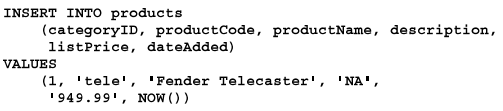 INSERT INTO products
(categoryID, productCode, productName, description,
listPrice, dateAdded)
VALUES
(1, 'tele', 'Fender Telecaster', 'NA',
'949.99', NOW())